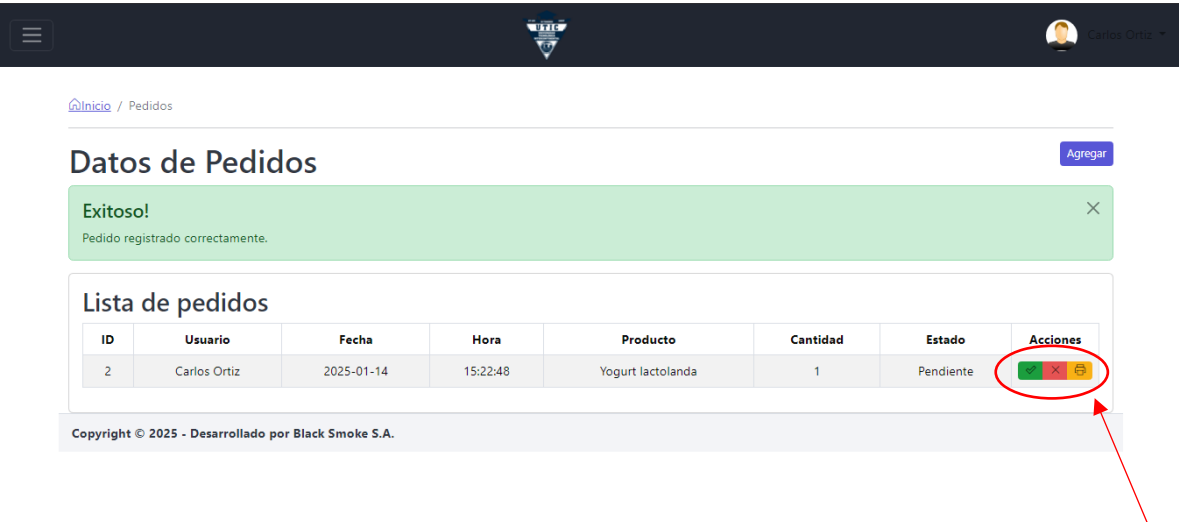 UTIC
Carlos Ortiz
Inicio / Pedidos
Datos de Pedidos
Agregar
Exitoso!
Pedido registrado correctamente.
Lista de pedidos
ID Usuario Fecha Hora Producto Cantidad Estado Acciones
2 Carlos Ortiz 2025-01-14 15:22:48 Yogurt lactolanda 1 Pendiente
Copyright © 2025 - Desarrollado por Black Smoke S.A.